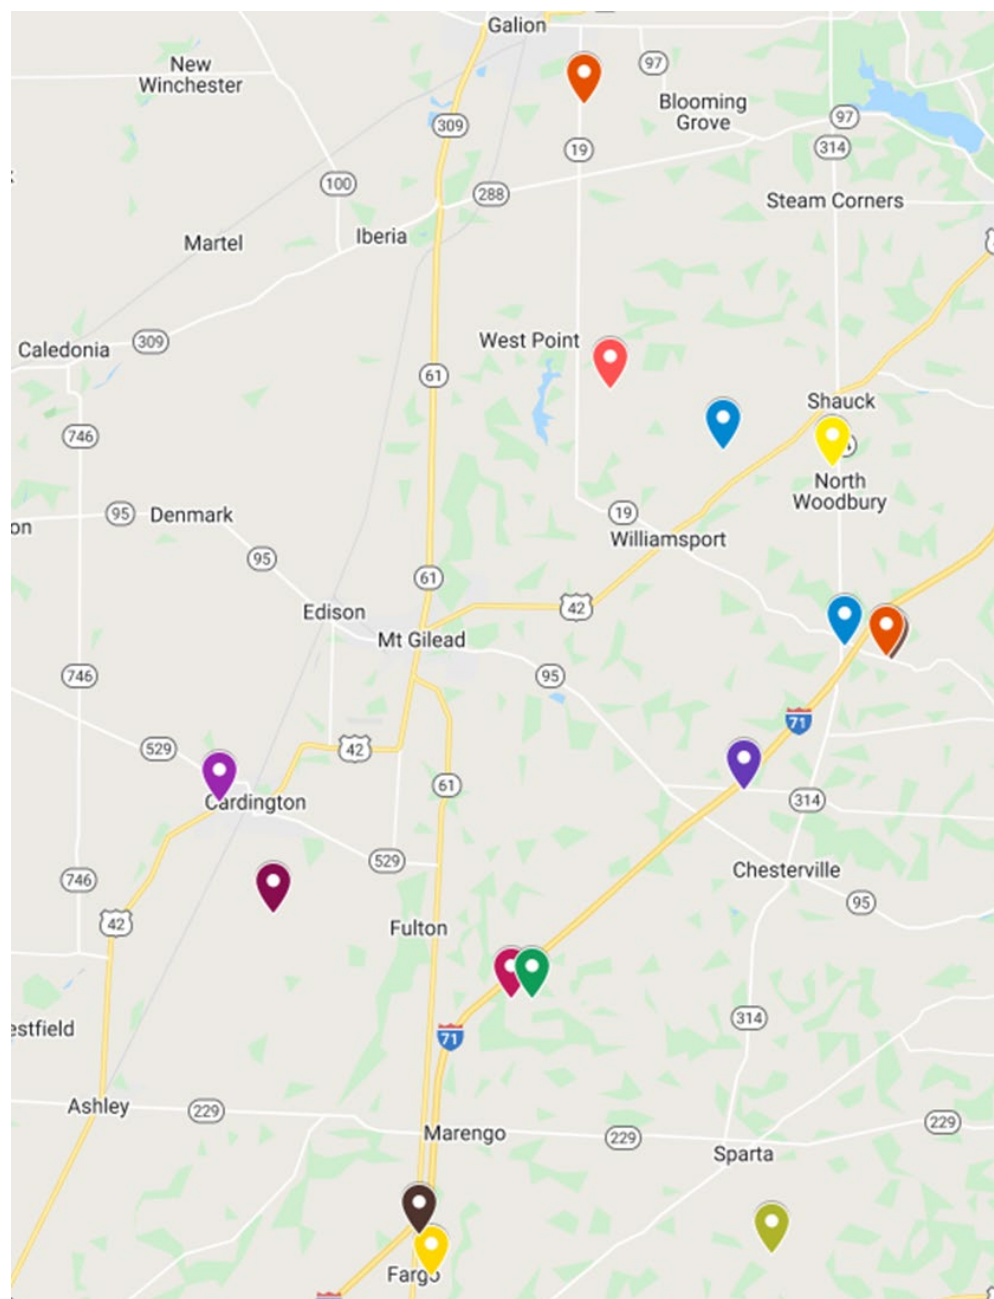 Galion
New
Winchester
97
Blooming
Grove
309
97
19
314
100
288
Steam Corners
Iberia
Martel
West Point
309
Caledonia
61
Shauck
746
North
Woodbury
95
Denmark
19
on
Williamsport
95
61
Edison
42
Mt Gilead
746
95
71
529
42
61
314
Cardington
529
Chesterville
746
95
42
Fulton
314
estfield
71
Ashley
229
Marengo
229
229
Sparta
Fargo